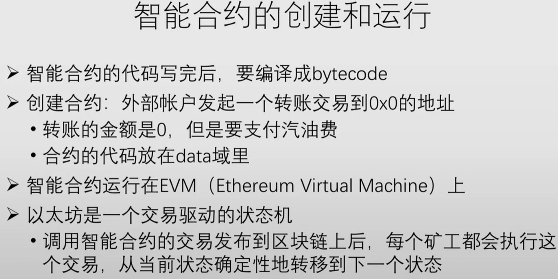 智能合约的创建和运行
➢ 智能合约的代码写完后，要编译成bytecode
➢ 创建合约：外部帐户发起一个转账交易到0x0的地址
• 转账的金额是0，但是要支付汽油费
• 合约的代码放在data域里
➢ 智能合约运行在EVM（Ethereum Virtual Machine）上
➢ 以太坊是一个交易驱动的状态机
• 调用智能合约的交易发布到区块链上后，每个矿工都会执行这
个交易，从当前状态确定性地转移到下一个状态